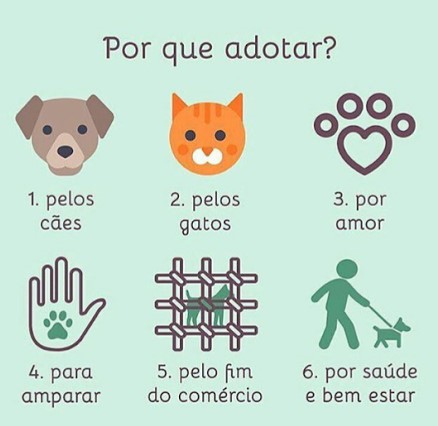 Por que adotar?
1. pelos
cães
2. pelos
gatos
3. por
amor
4. para
amparar
5. pelo fim
do comércio
6. por saúde
e bem estar